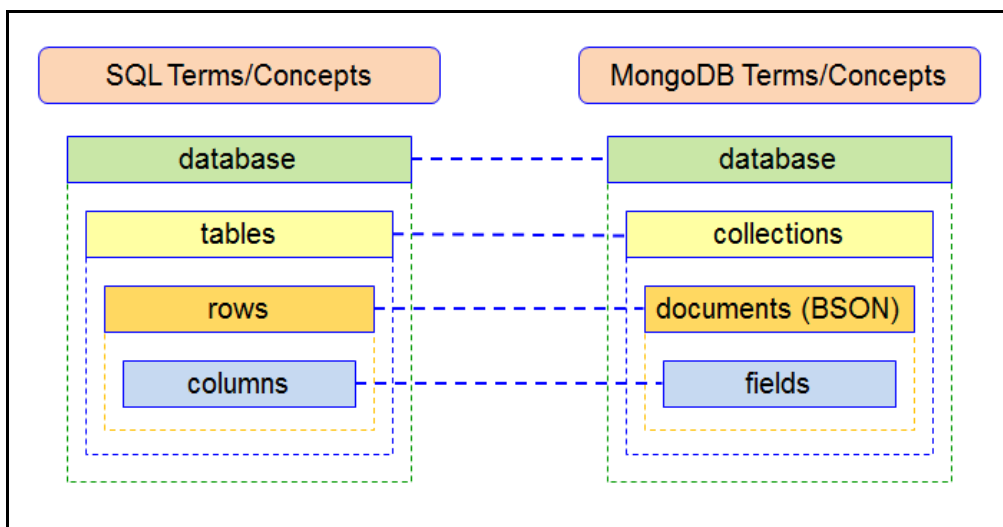 SQL Terms/Concepts
MongoDB Terms/Concepts
database
database
tables
collections
rows
documents (BSON)
columns
fields